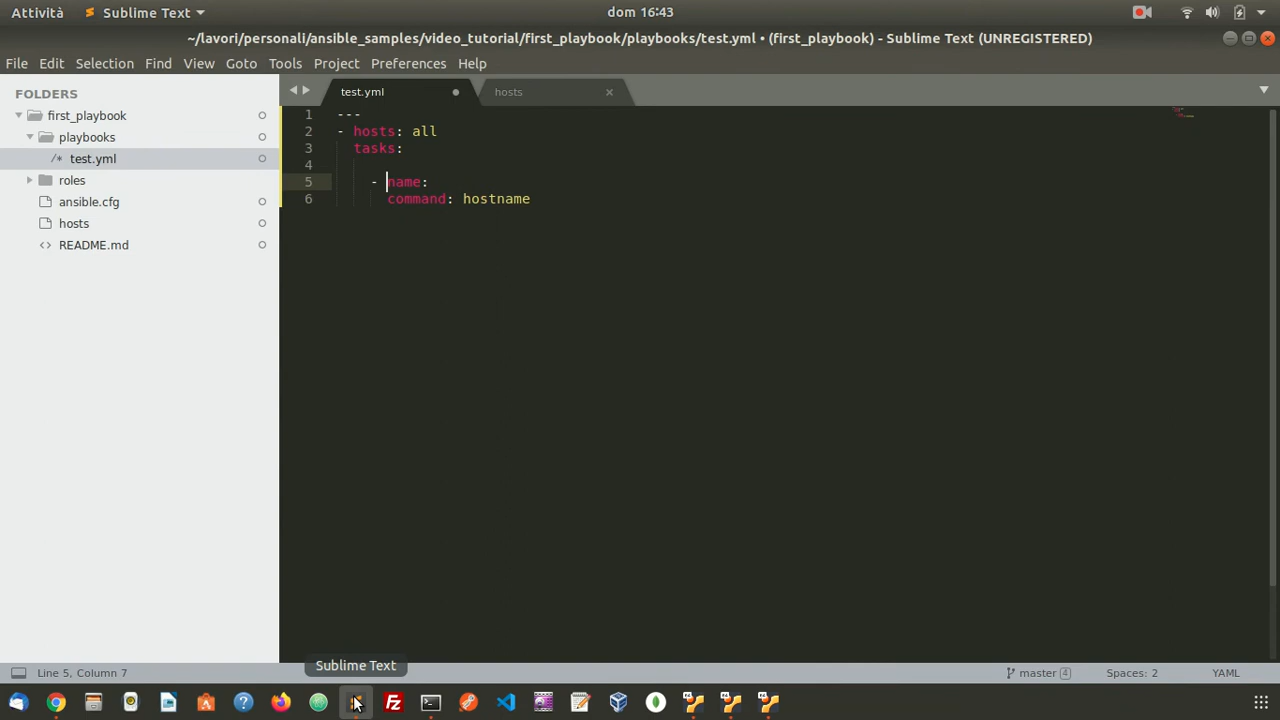 Attività
Sublime Text
dom 16:43
~/lavori/personali/ansible_samples/video_tutorial/first_playbook/playbooks/test.yml • (first_playbook) - Sublime Text (UNREGISTERED)
File Edit Selection Find View Goto Tools Project Preferences Help
FOLDERS
first_playbook
playbooks
test.yml
roles
ansible.cfg
hosts
README.md
test.yml
hosts
1 ---
2 - hosts: all
3 tasks:
4
5 - name:
6 command: hostname
Sublime Text
Line 5, Column 7
master 4
Spaces: 2
YAML